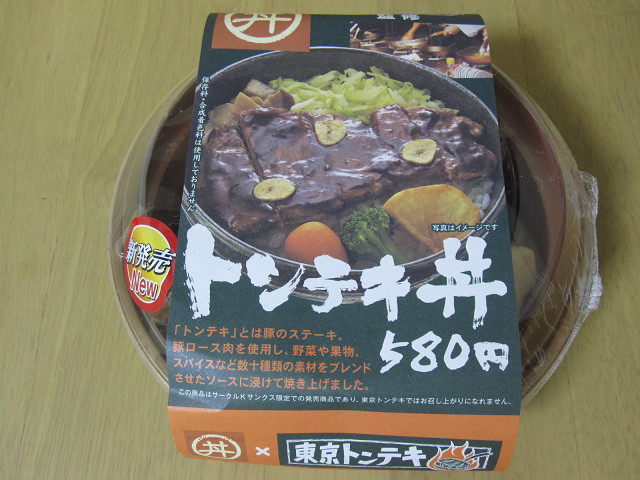 丼
監修
保存料・合成着色料は使用しておりません
写真はイメージです
新発売
New
トンテキ丼
580円
「トンテキ」とは豚のステーキ。
豚ロース肉を使用し、野菜や果物、
スパイスなど数十種類の素材をブレンド
させたソースに浸けて焼き上げました。
この商品はサークルKサンクス限定での発売商品であり、東京トンテキではお召し上がりになれません。
丼 × 東京トンテキ